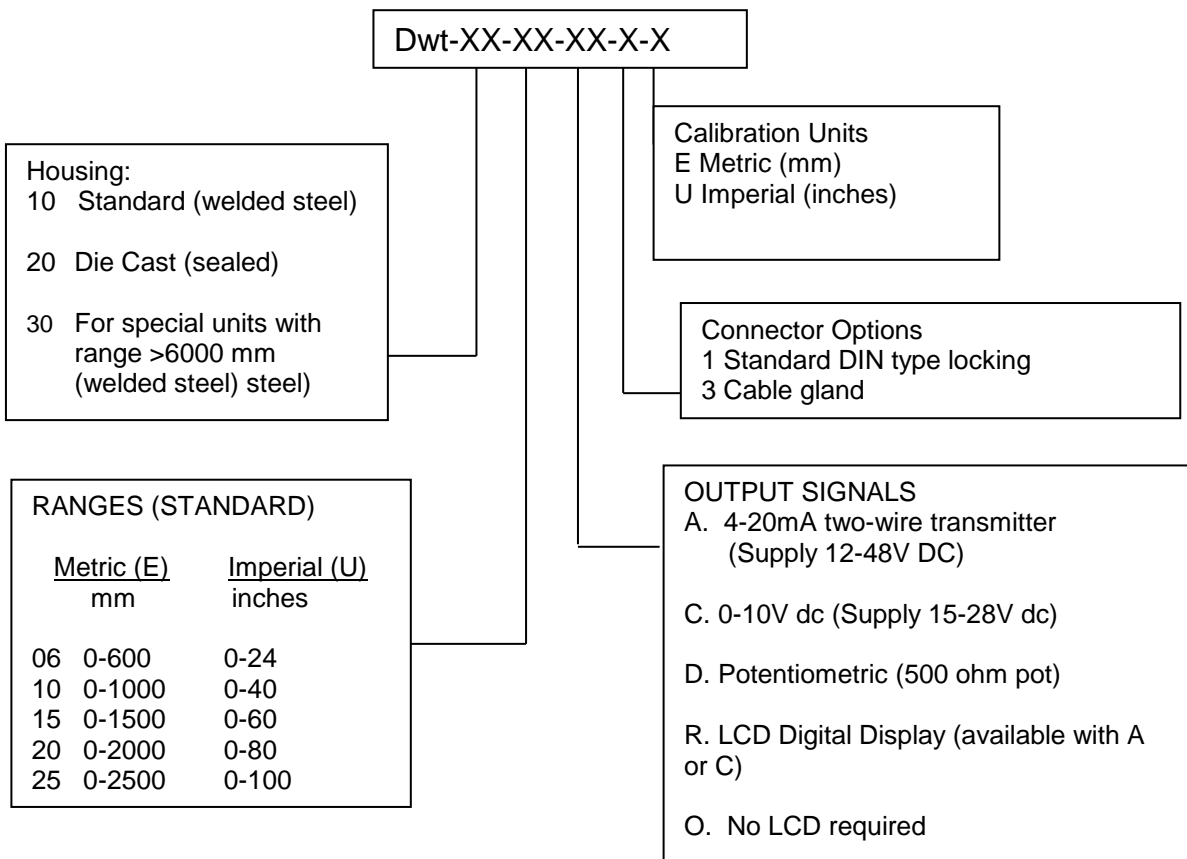 Dwt-XX-XX-XX-X-X
Calibration Units
E Metric (mm)
U Imperial (inches)
Housing:
10 Standard (welded steel)
20 Die Cast (sealed)
30 For special units with
range >6000 mm
(welded steel) steel)
Connector Options
1 Standard DIN type locking
3 Cable gland
RANGES (STANDARD)
Metric (E) Imperial (U)
mm inches
06 0-600 0-24
10 0-1000 0-40
15 0-1500 0-60
20 0-2000 0-80
25 0-2500 0-100
OUTPUT SIGNALS
A. 4-20mA two-wire transmitter
(Supply 12-48V DC)
C. 0-10V dc (Supply 15-28V dc)
D. Potentiometric (500 ohm pot)
R. LCD Digital Display (available with A
or C)
O. No LCD required